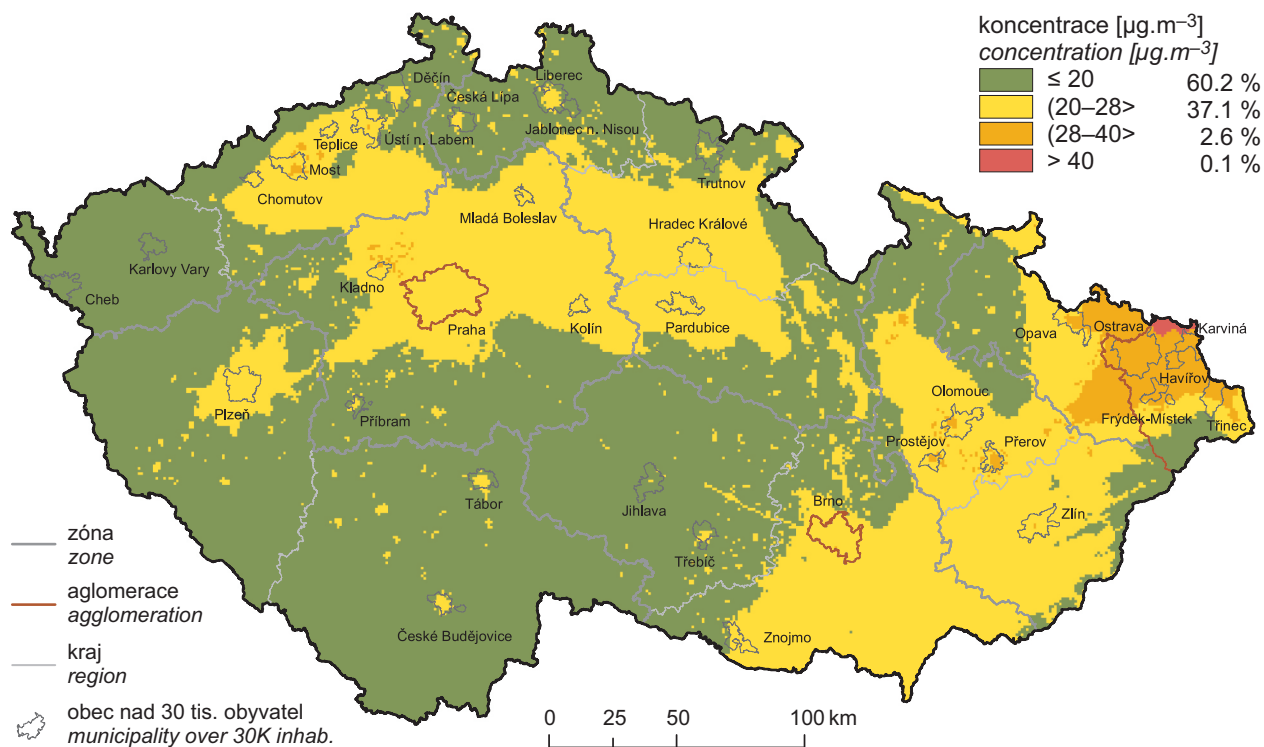 koncentrace [µg.m–3]
concentration [µg.m–3]
≤ 20 60.2 %
(20–28> 37.1 %
(28–40> 2.6 %
> 40 0.1 %
Děčín
Liberec
Česká Lípa
Jablonec n. Nisou
Teplice
Ústí n. Labem
Most
Chomutov
Trutnov
Mladá Boleslav
Hradec Králové
Karlovy Vary
Cheb
Kladno
Praha
Kolín
Pardubice
Opava
Ostrava
Karviná
Havířov
Frýdek-Místek
Třinec
Plzeň
Příbram
Olomouc
Prostějov
Přerov
Tábor
Jihlava
Brno
Zlín
Třebíč
České Budějovice
Znojmo
zóna
zone
aglomerace
agglomeration
kraj
region
obec nad 30 tis. obyvatel
municipality over 30K inhab.
0 25 50 100 km